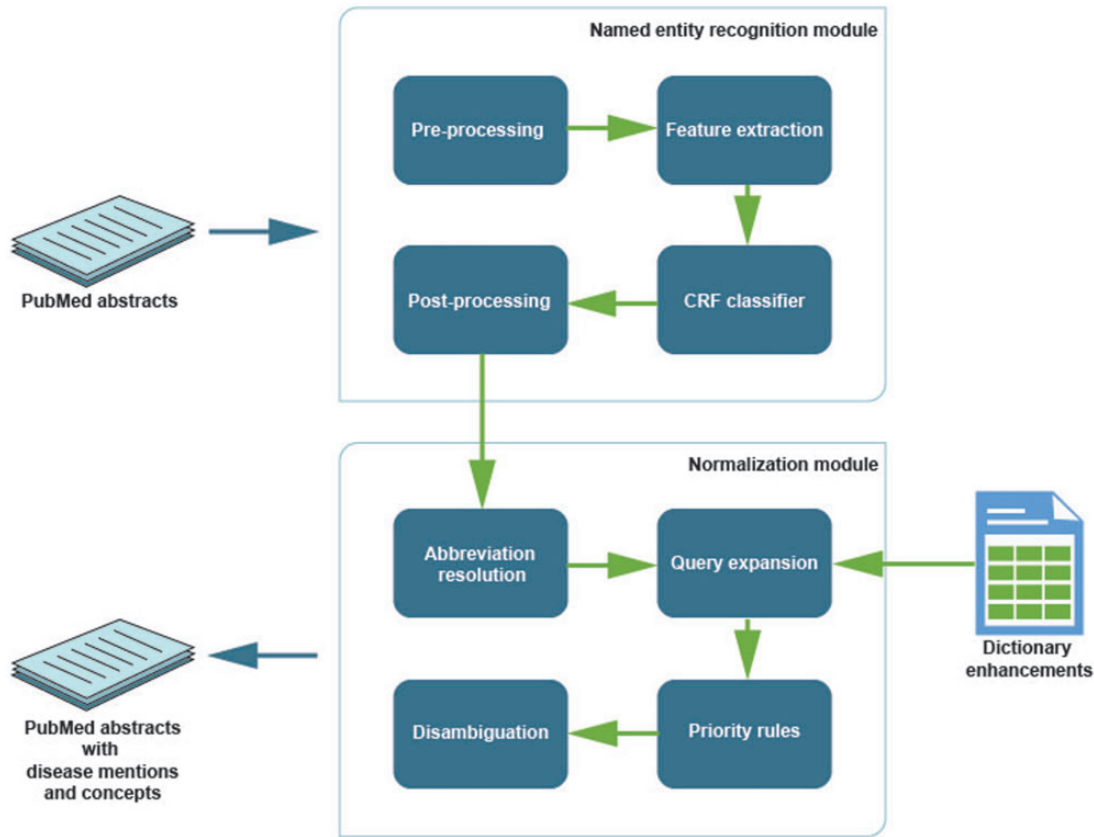 Named entity recognition module
Pre-processing
Feature extraction
PubMed abstracts
Post-processing
CRF classifier
Normalization module
Abbreviation
resolution
Query expansion
Dictionary
enhancements
Disambiguation
Priority rules
PubMed abstracts
with
disease mentions
and concepts